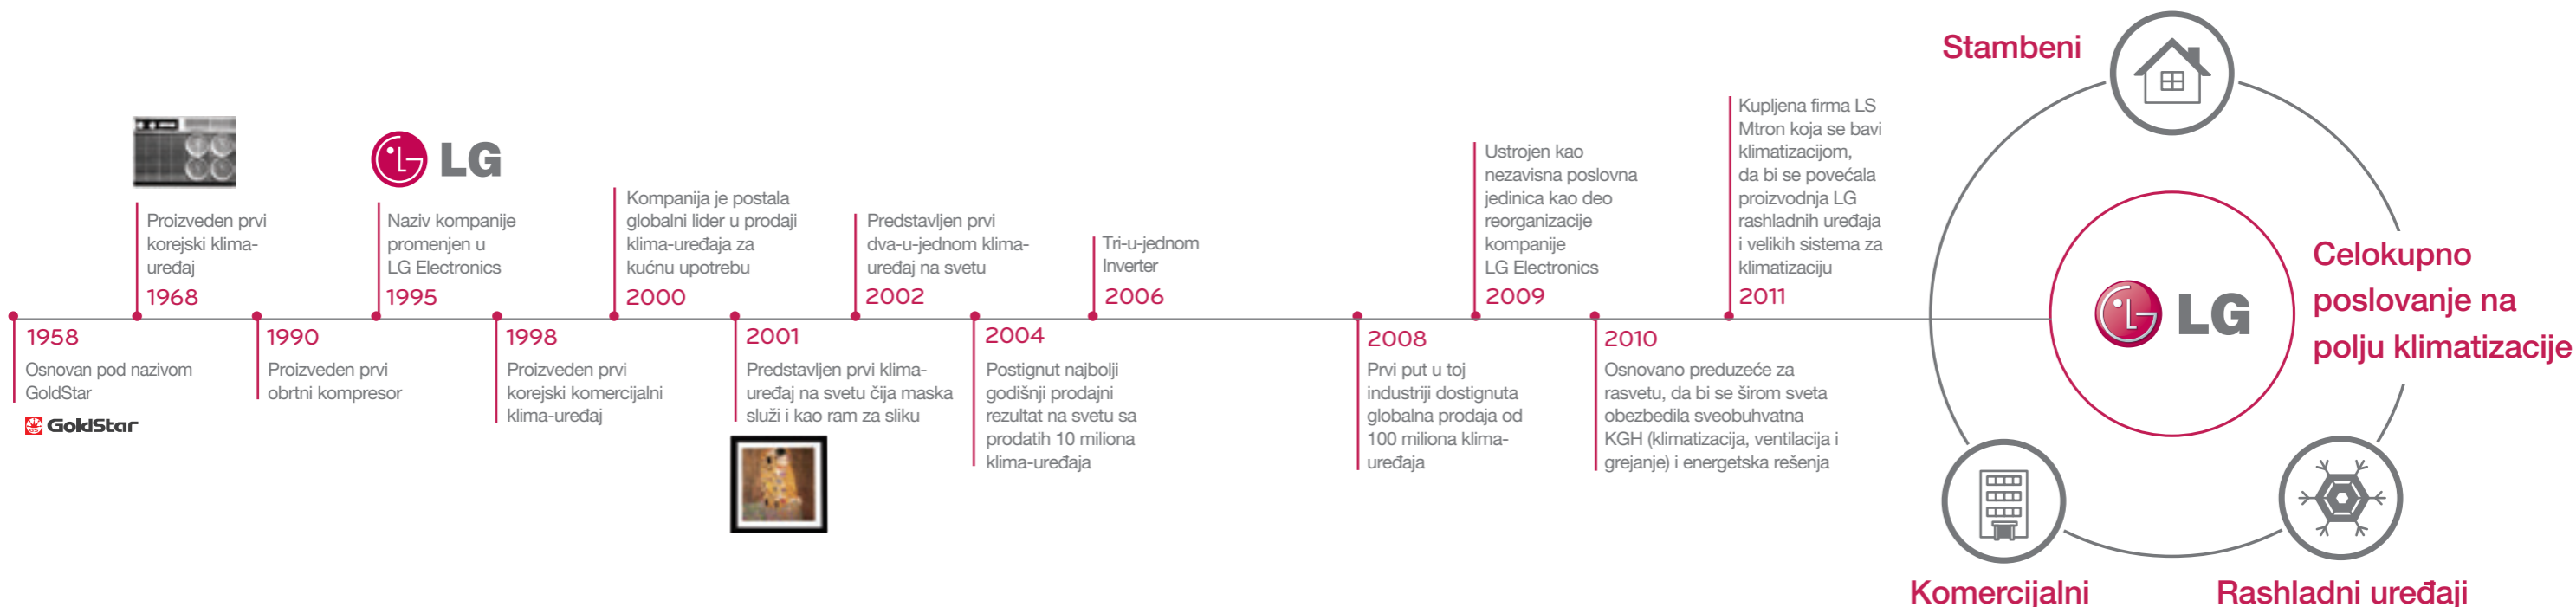 1958
Osnovan pod nazivom
GoldStar
GoldStar
Proizveden prvi
korejski klima-
uređaj
1968
1990
Proizveden prvi
obrtni kompresor
LG
Naziv kompanije
promenjen u
LG Electronics
1995
1998
Proizveden prvi
korejski komercijalni
klima-uređaj
Kompanija je postala
globalni lider u prodaji
klima-uređaja za
kućnu upotrebu
2000
2001
Predstavljen prvi klima-
uređaj na svetu čija maska
služi i kao ram za sliku
Predstavljen prvi
dva-u-jednom klima-
uređaj na svetu
2002
2004
Postignut najbolji
godišnji prodajni
rezultat na svetu sa
prodatih 10 miliona
klima-uređaja
Tri-u-jednom
Inverter
2006
2008
Prvi put u toj
industriji dostignuta
globalna prodaja od
100 miliona klima-
uređaja
Ustrojen kao
nezavisna poslovna
jedinica kao deo
reorganizacije
kompanije
LG Electronics
2009
2010
Osnovano preduzeće za
rasvetu, da bi se širom sveta
obezbedila sveobuhvatna
KGH (klimatizacija, ventilacija i
grejanje) i energetska rešenja
Kupljena firma LS
Mtron koja se bavi
klimatizacijom,
da bi se povećala
proizvodnja LG
rashladnih uređaja
i velikih sistema za
klimatizaciju
2011
Stambeni
LG
Celokupno
poslovanje na
polju klimatizacije
Komercijalni
Rashladni uređaji